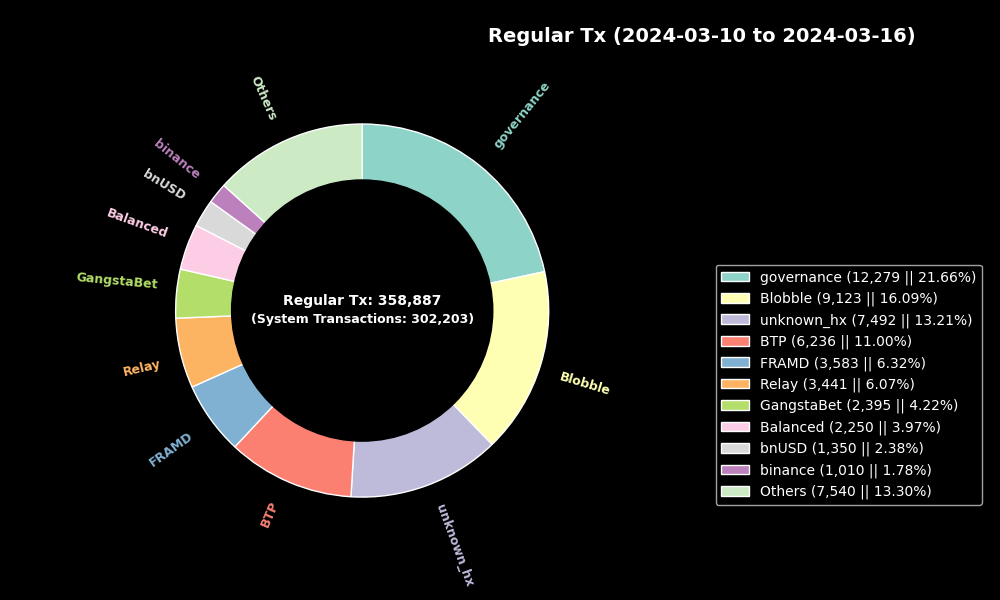 Regular Tx (2024-03-10 to 2024-03-16)
Others
governance
binance
bnUSD
Balanced
GangstaBet
Relay
FRAMD
BTP
unknown_hx
Blobble
Regular Tx: 358,887
(System Transactions: 302,203)
governance (12,279 || 21.66%)
Blobble (9,123 || 16.09%)
unknown_hx (7,492 || 13.21%)
BTP (6,236 || 11.00%)
FRAMD (3,583 || 6.32%)
Relay (3,441 || 6.07%)
GangstaBet (2,395 || 4.22%)
Balanced (2,250 || 3.97%)
bnUSD (1,350 || 2.38%)
binance (1,010 || 1.78%)
Others (7,540 || 13.30%)